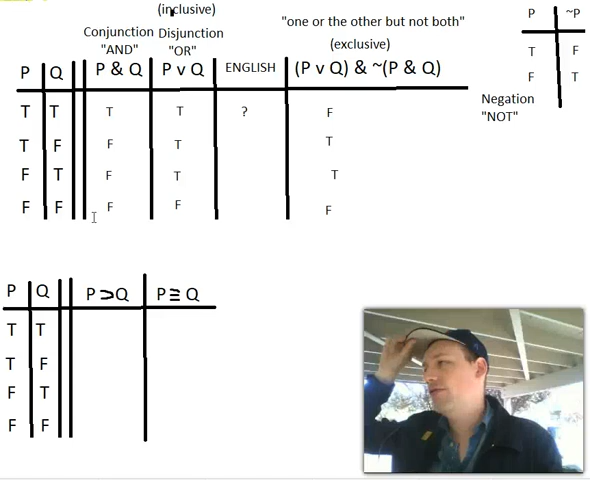 (inclusive)
Conjunction Disjunction "one or the other but not both"
"AND" "OR" (exclusive)
P Q P & Q P v Q ENGLISH (P v Q) & ~(P & Q)
T T T T ? F
T F F T T
F T F T T
F F F F F
P ~P
T F
F T
Negation
"NOT"
P Q P ⊃ Q P ≡ Q
T T
T F
F T
F F